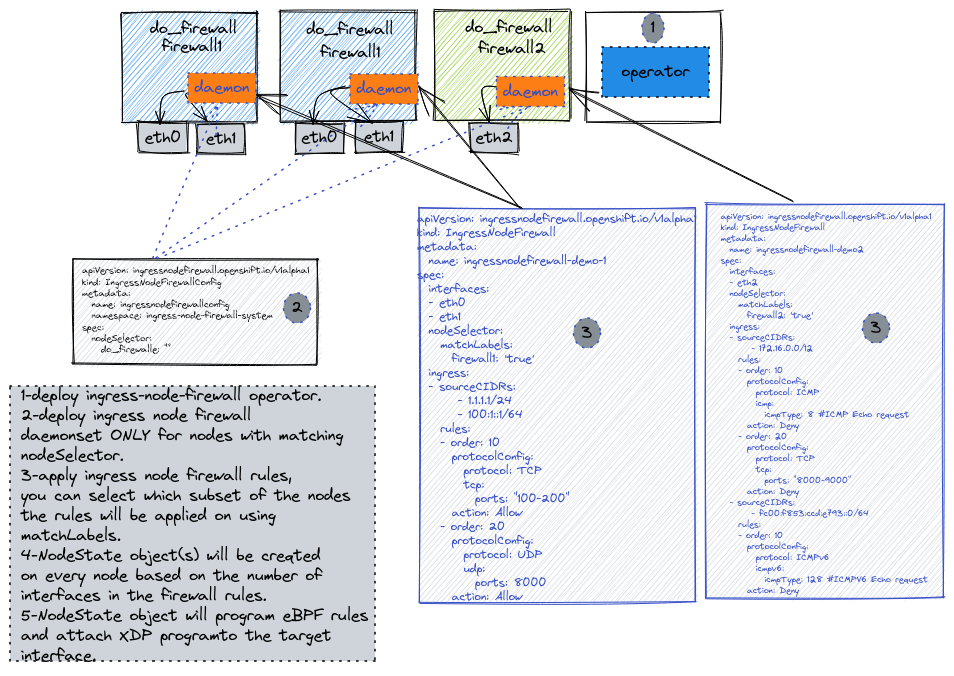 do_firewall
firewall1
daemon
eth0
eth1
do_firewall
firewall1
daemon
eth0
eth1
do_firewall
firewall2
daemon
eth2
1
operator
apiVersion: ingressnodefirewall.openshift.io/v1alpha1
kind: IngressNodeFirewallConfig
metadata:
name: ingressnodefirewallconfig
namespace: ingress-node-firewall-system
spec:
nodeSelector:
do_firewalle: ""
2
1-deploy ingress-node-firewall operator.
2-deploy ingress node firewall
daemonset ONLY for nodes with matching
nodeSelector.
3-apply ingress node firewall rules,
you can select which subset of the nodes
the rules will be applied on using
matchLabels.
4-NodeState object(s) will be created
on every node based on the number of
interfaces in the firewall rules.
5-NodeState object will program eBPF rules
and attach XDP programto the target
interface.
apiVersion: ingressnodefirewall.openshift.io/v1alpha1
kind: IngressNodeFirewall
metadata:
name: ingressnodefirewall-demo-1
spec:
interfaces:
- eth0
- eth1
nodeSelector:
matchLabels:
firewall1: 'true'
ingress:
- sourceCIDRs:
- 1.1.1.1/24
- 100:1::1/64
rules:
- order: 10
protocolConfig:
protocol: TCP
tcp:
ports: "100-200"
action: Allow
- order: 20
protocolConfig:
protocol: UDP
udp:
ports: 8000
action: Allow
3
apiVersion: ingressnodefirewall.openshift.io/v1alpha1
kind: IngressNodeFirewall
metadata:
name: ingressnodefirewall-demo2
spec:
interfaces:
- eth2
nodeSelector:
matchLabels:
firewall2: 'true'
ingress:
- sourceCIDRs:
- 172.16.0.0/12
rules:
- order: 10
protocolConfig:
protocol: ICMP
icmp:
icmpType: 8 #ICMP Echo request
action: Deny
- order: 20
protocolConfig:
protocol: TCP
tcp:
ports: "8000-9000"
action: Deny
- sourceCIDRs:
- fc00:f853:ccd:e793::0/64
rules:
- order: 10
protocolConfig:
protocol: ICMPv6
icmpv6:
icmpType: 128 #ICMPV6 Echo request
action: Deny
3